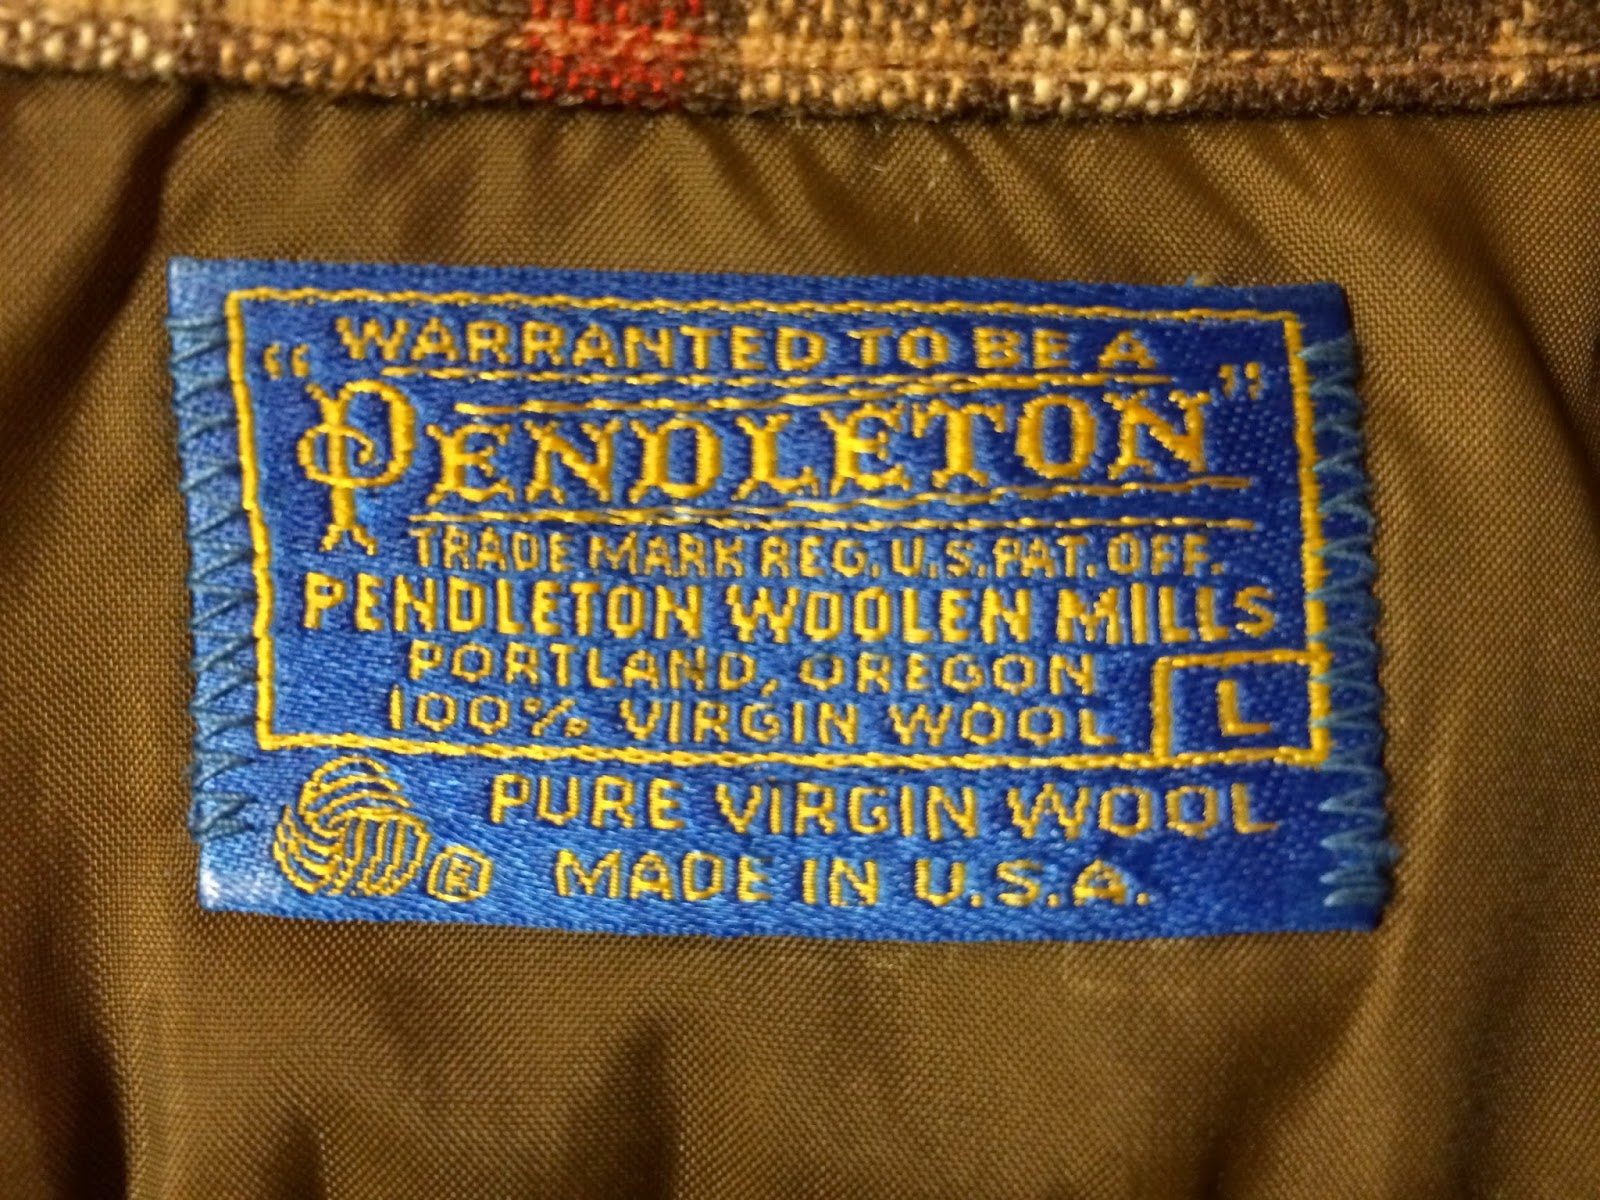 WARRANTED TO BE A
“PENDLETON”
TRADE MARK REG. U.S. PAT. OFF.
PENDLETON WOOLEN MILLS
PORTLAND, OREGON
100% VIRGIN WOOL L
PURE VIRGIN WOOL
® MADE IN U.S.A.